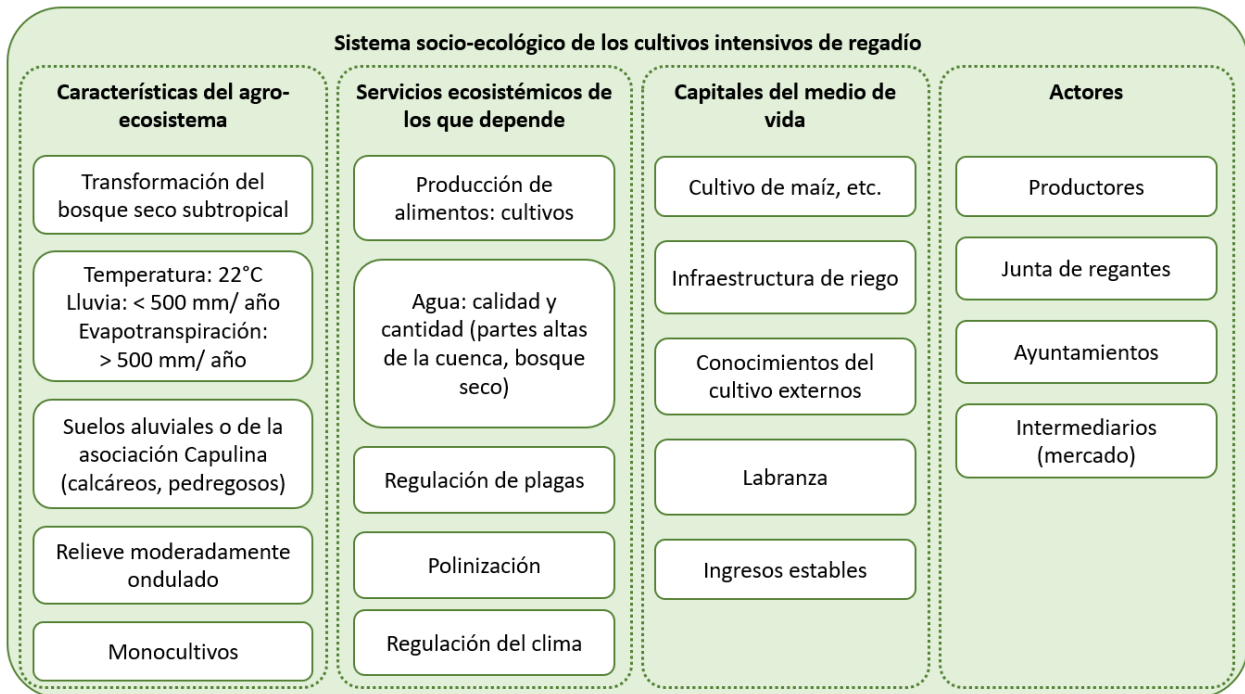 Sistema socio-ecológico de los cultivos intensivos de regadío
Características del agro-
ecosistema
Transformación del
bosque seco subtropical
Temperatura: 22°C
Lluvia: < 500 mm/ año
Evapotranspiración:
> 500 mm/ año
Suelos aluviales o de la
asociación Capulina
(calcáreos, pedregosos)
Relieve moderadamente
ondulado
Monocultivos
Servicios ecosistémicos de
los que depende
Producción de
alimentos: cultivos
Agua: calidad y
cantidad (partes altas
de la cuenca, bosque
seco)
Regulación de plagas
Polinización
Regulación del clima
Capitales del medio de
vida
Cultivo de maíz, etc.
Infraestructura de riego
Conocimientos del
cultivo externos
Labranza
Ingresos estables
Actores
Productores
Junta de regantes
Ayuntamientos
Intermediarios
(mercado)